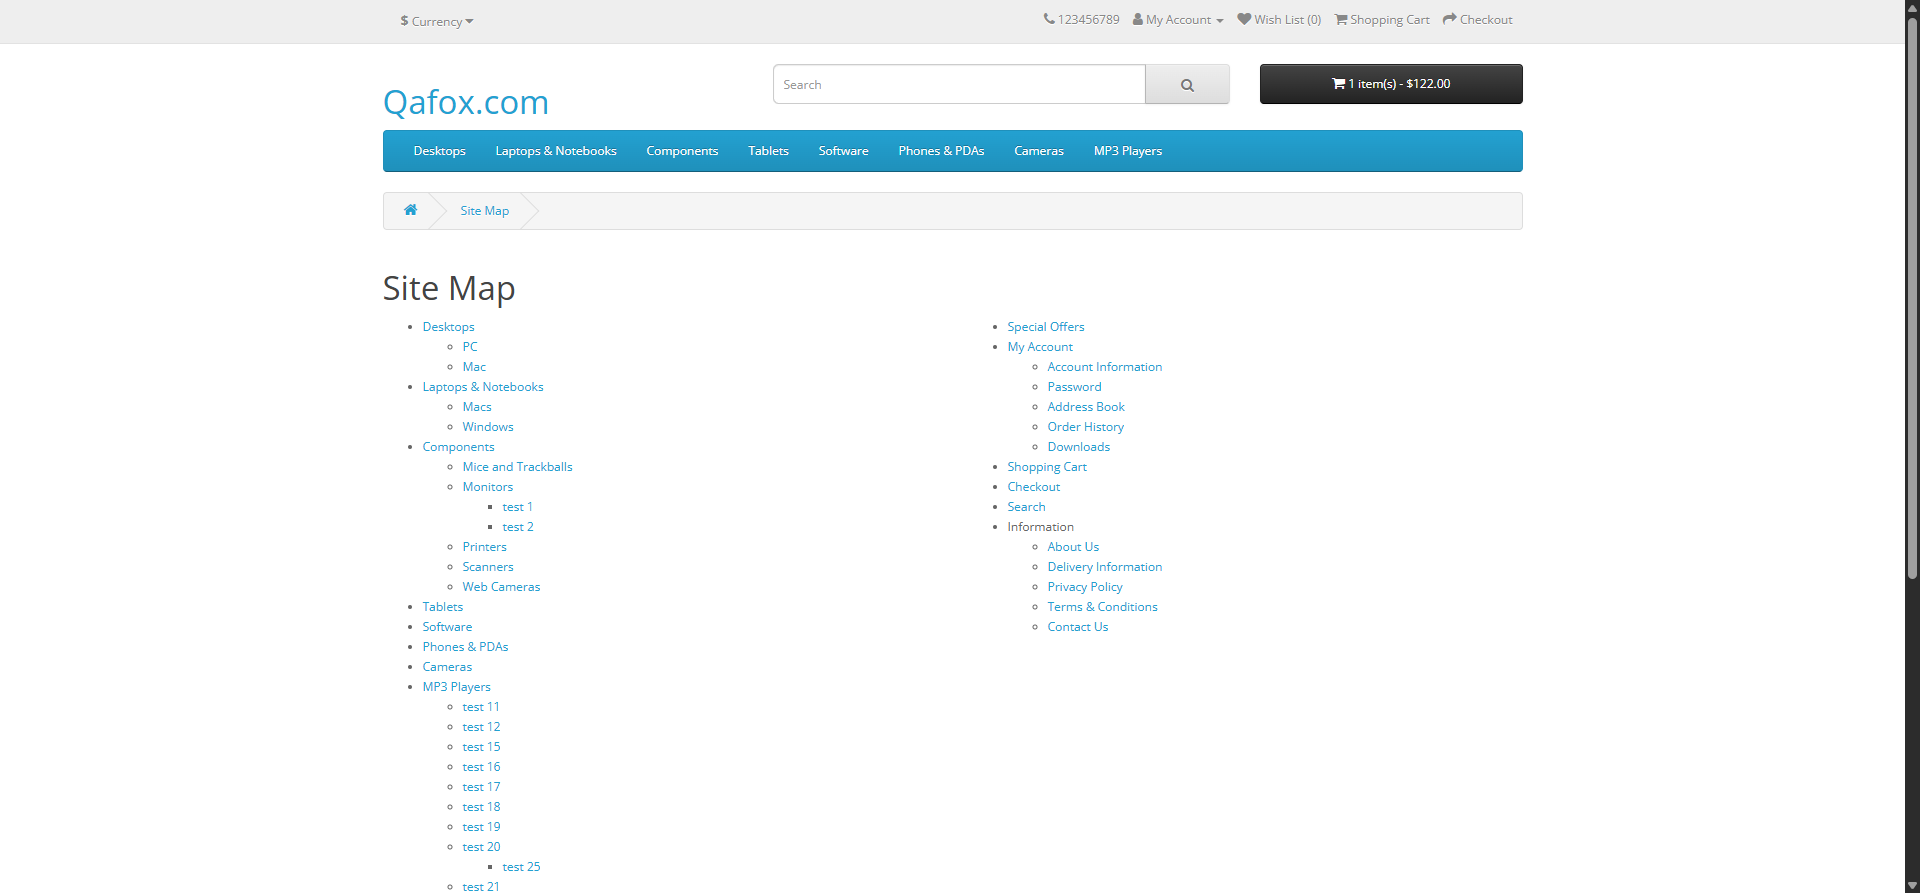 $ Currency
123456789 My Account Wish List (0) Shopping Cart Checkout
Qafox.com
Search
1 item(s) - $122.00
Desktops Laptops & Notebooks Components Tablets Software Phones & PDAs Cameras MP3 Players
Site Map
Site Map
Desktops
PC
Mac
Laptops & Notebooks
Macs
Windows
Components
Mice and Trackballs
Monitors
test 1
test 2
Printers
Scanners
Web Cameras
Tablets
Software
Phones & PDAs
Cameras
MP3 Players
test 11
test 12
test 15
test 16
test 17
test 18
test 19
test 20
test 25
test 21
Special Offers
My Account
Account Information
Password
Address Book
Order History
Downloads
Shopping Cart
Checkout
Search
Information
About Us
Delivery Information
Privacy Policy
Terms & Conditions
Contact Us